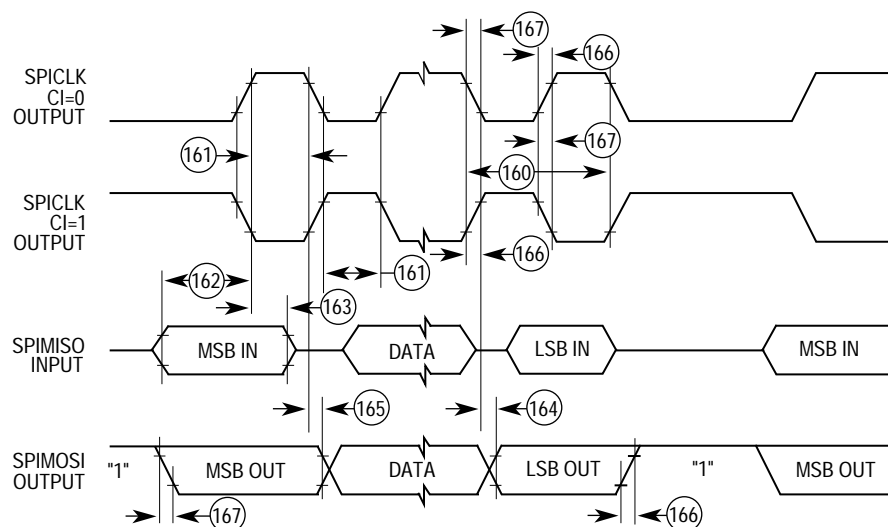 167
166
SPICLK
CI=0
OUTPUT
161
167
160
SPICLK
CI=1
OUTPUT
166
161
162
163
SPIMISO
INPUT
MSB IN
DATA
LSB IN
MSB IN
165
164
SPIMOSI
OUTPUT
"1"
MSB OUT
DATA
LSB OUT
"1"
MSB OUT
167
166